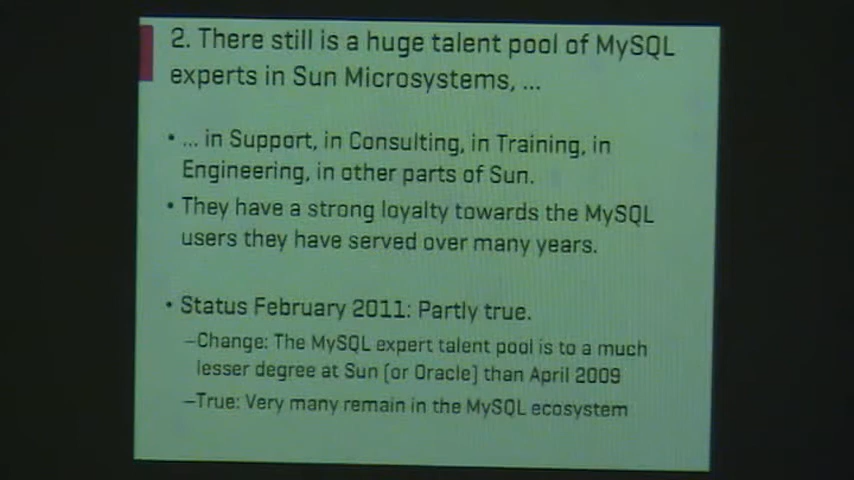 2. There still is a huge talent pool of MySQL
experts in Sun Microsystems, ...
• ... in Support, in Consulting, in Training, in
Engineering, in other parts of Sun.
• They have a strong loyalty towards the MySQL
users they have served over many years.
• Status February 2011: Partly true.
–Change: The MySQL expert talent pool is to a much
lesser degree at Sun (or Oracle) than April 2009
–True: Very many remain in the MySQL ecosystem